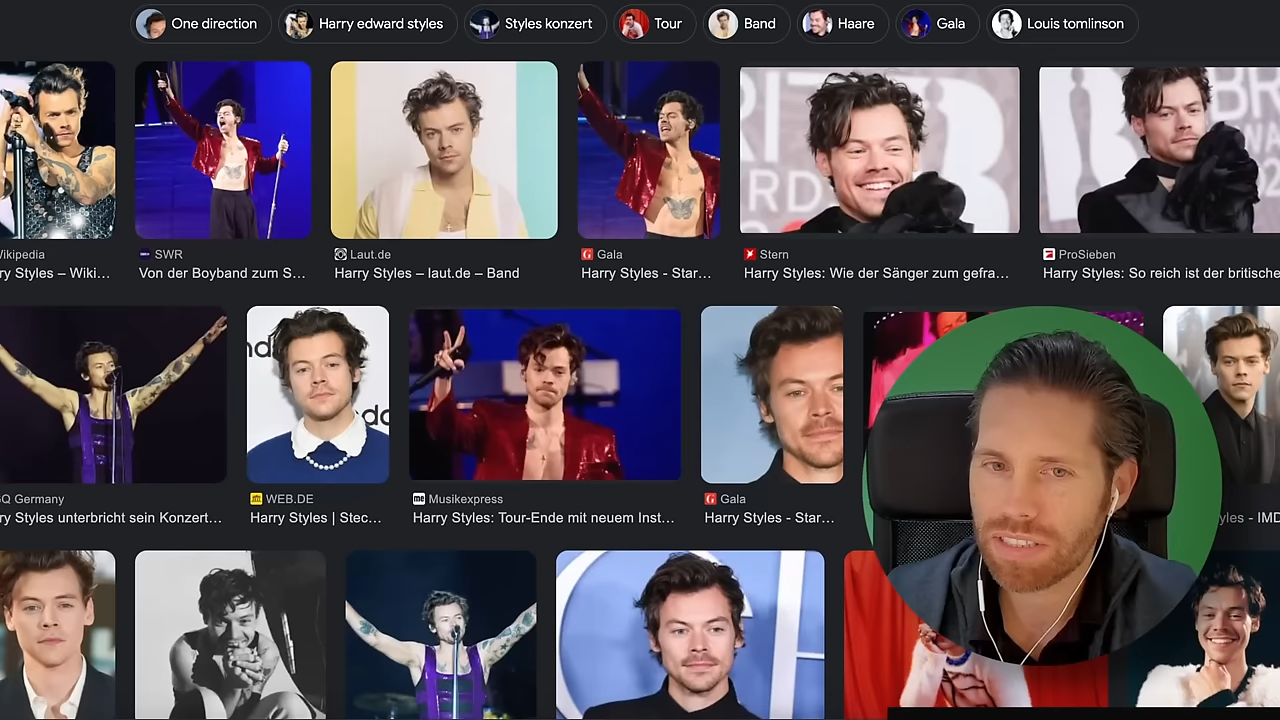 One direction
Harry edward styles
Styles konzert
Tour
Band
Haare
Gala
Louis tomlinson
Wikipedia
SWR
Laut.de
Gala
Stern
ProSieben
ry Styles – Wiki...
Von der Boyband zum S...
Harry Styles – laut.de – Band
Harry Styles - Star...
Harry Styles: Wie der Sänger zum gefra...
Harry Styles: So reich ist der britische
GQ Germany
WEB.DE
Musikexpress
Gala
ry Styles unterbricht sein Konzert...
Harry Styles | Stec...
Harry Styles: Tour-Ende mit neuem Inst...
Harry Styles - Star...
yles - IMD